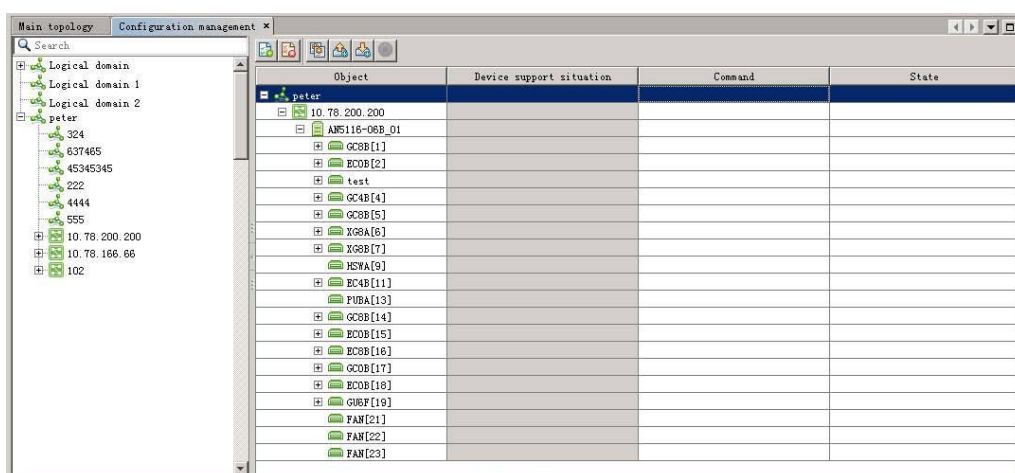 Main topology
Configuration management ×
Search
Logical domain
Logical domain 1
Logical domain 2
peter
324
637465
45345345
222
4444
555
10.78.200.200
10.78.166.66
102
Object
Device support situation
Command
State
peter
10.78.200.200
AN5116-06B_01
GC8B[1]
EC0B[2]
test
GC4B[4]
GC8B[5]
XG8A[6]
XG8B[7]
HSWA[9]
EC4B[11]
PUBA[13]
GC8B[14]
EC0B[15]
EC8B[16]
GC0B[17]
EC0B[18]
GU6F[19]
FAN[21]
FAN[22]
FAN[23]